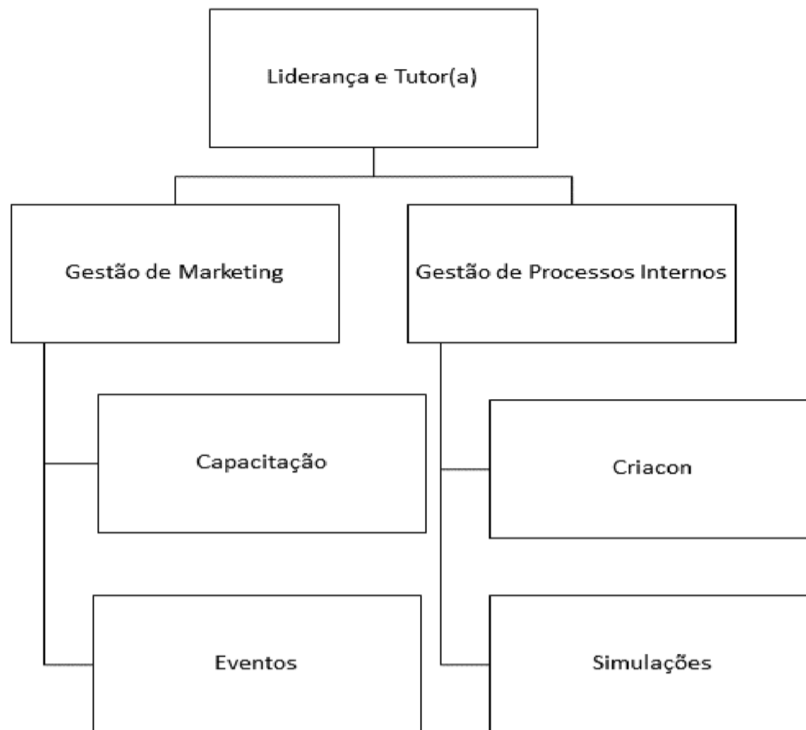 Liderança e Tutor(a)
Gestão de Marketing
Gestão de Processos Internos
Capacitação
Criacon
Eventos
Simulações